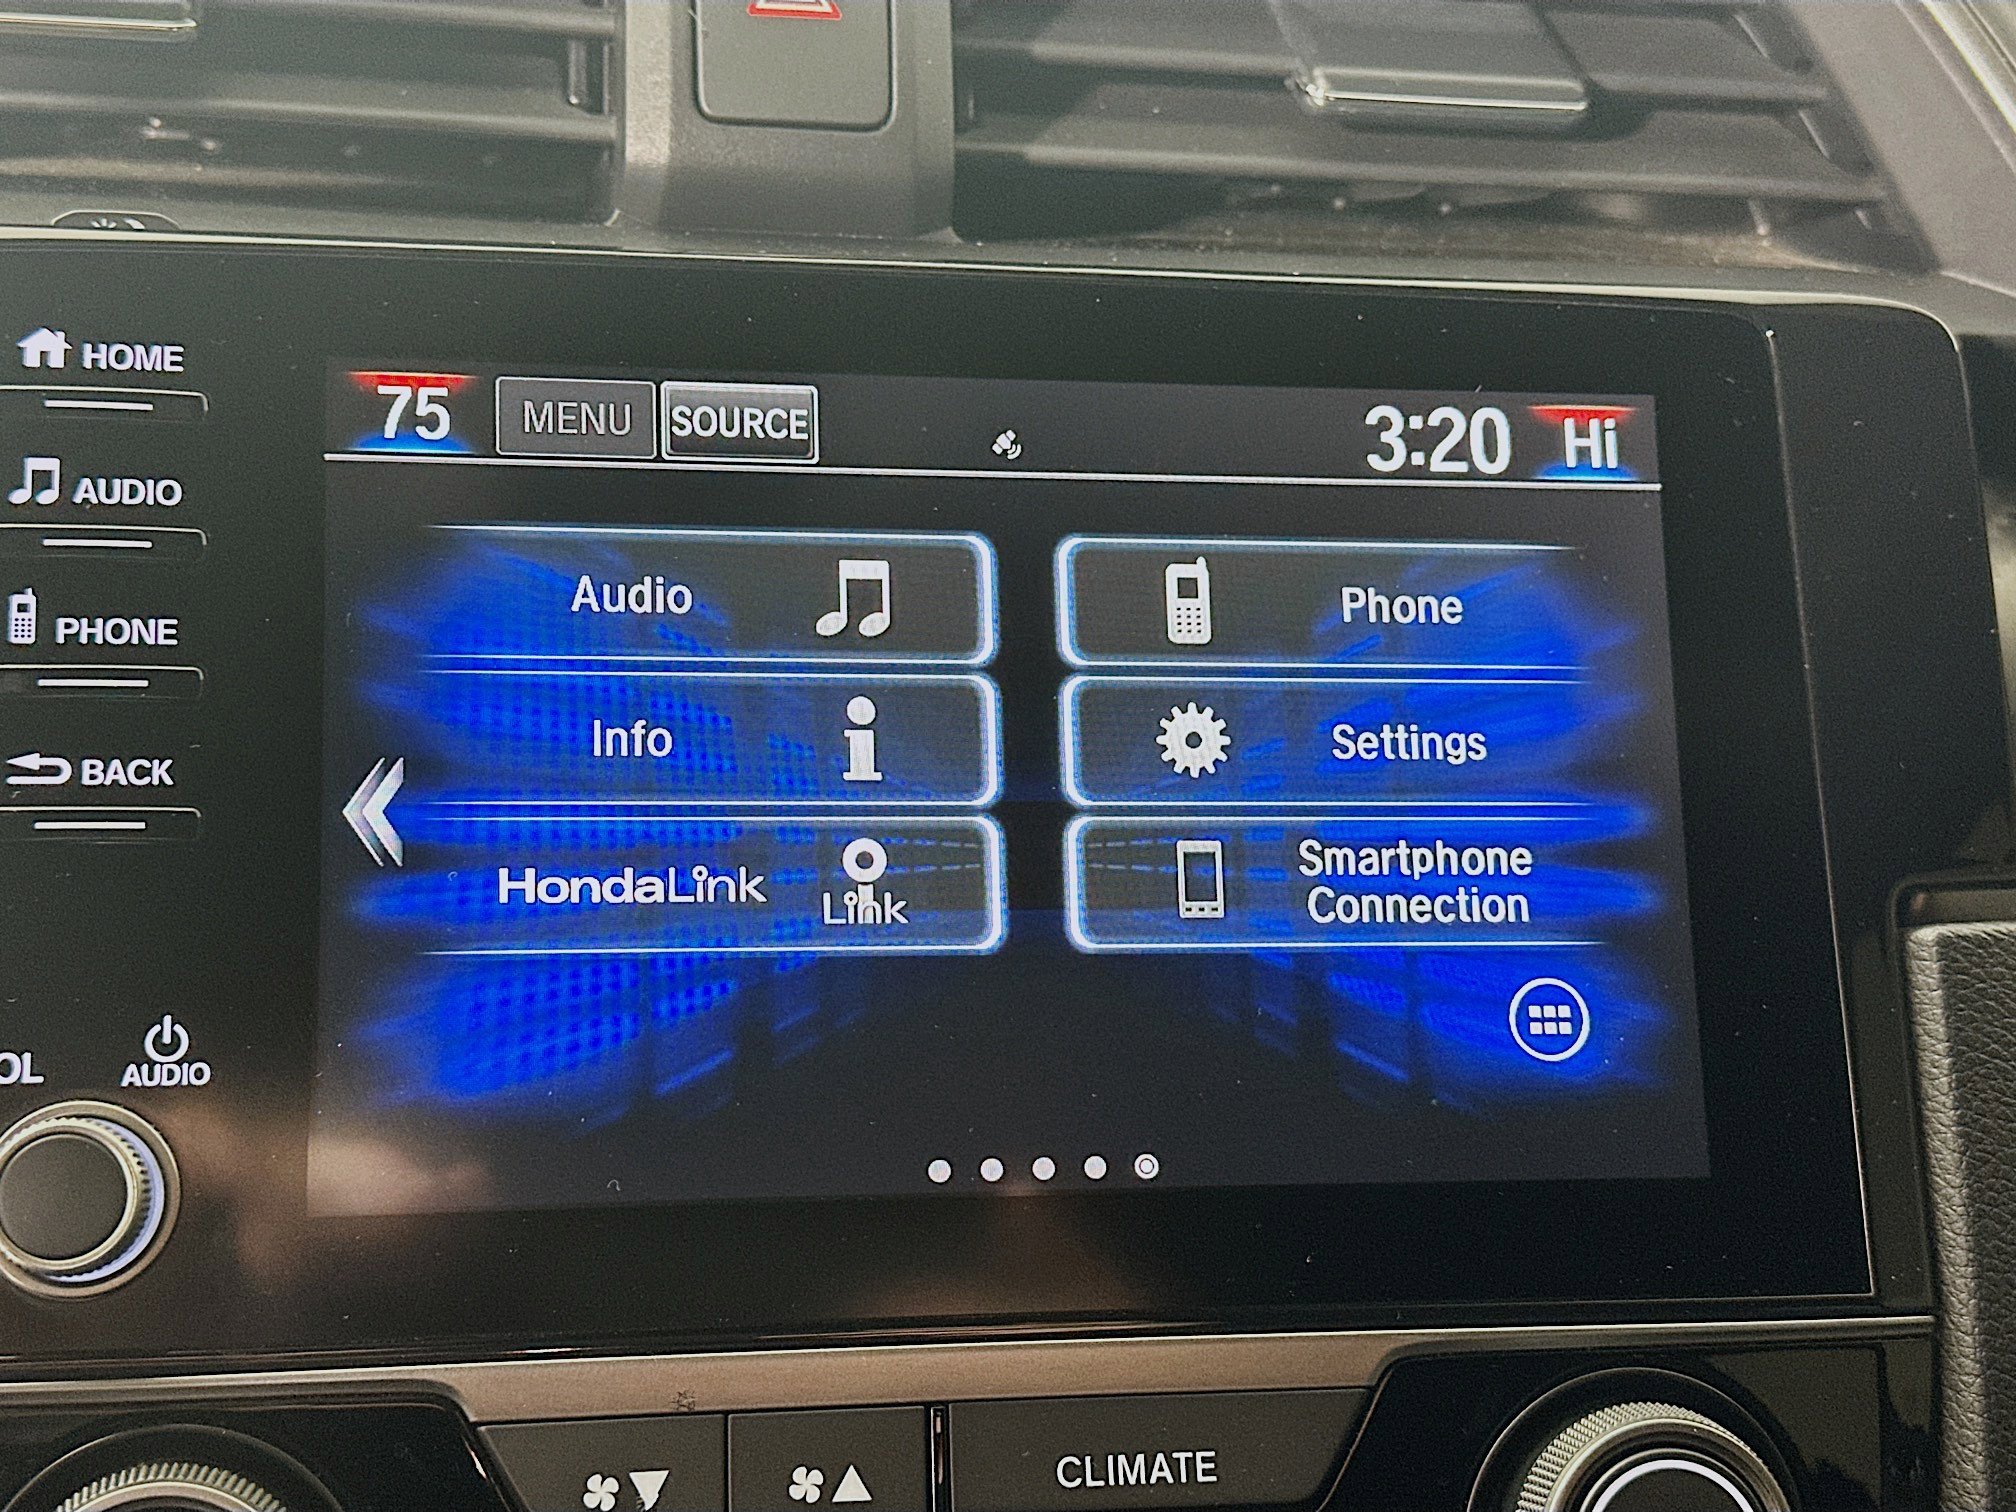 HOME
AUDIO
PHONE
BACK
OL
AUDIO
75
MENU
SOURCE
3:20
Hi
Audio
Phone
Info
Settings
HondaLink
Link
Smartphone
Connection
CLIMATE